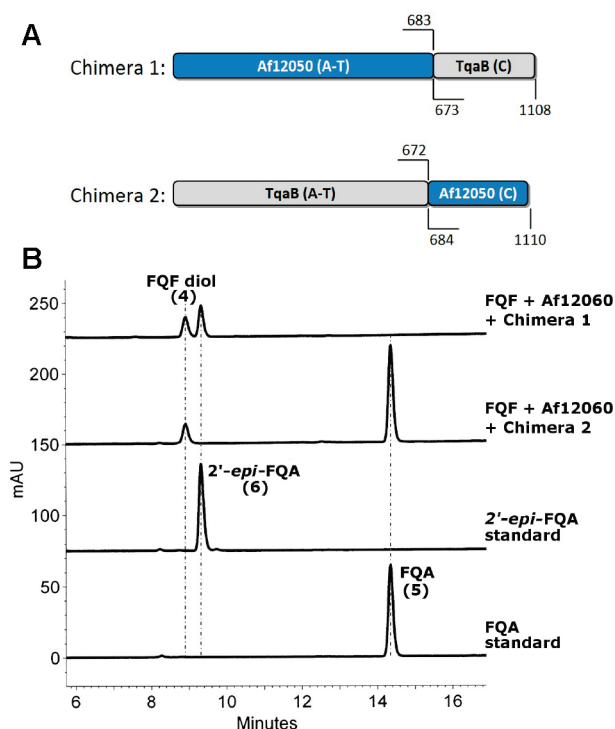 A
683
Chimera 1:
Af12050 (A-T)
TqaB (C)
673
1108
672
Chimera 2:
TqaB (A-T)
Af12050 (C)
684
1110
B
FQF diol
(4)
FQF + Af12060
+ Chimera 1
FQF + Af12060
+ Chimera 2
2'-epi-FQA
(6)
2'-epi-FQA
standard
FQA
(5)
FQA
standard
250
200
150
100
50
0
mAU
6 8 10 12 14 16
Minutes